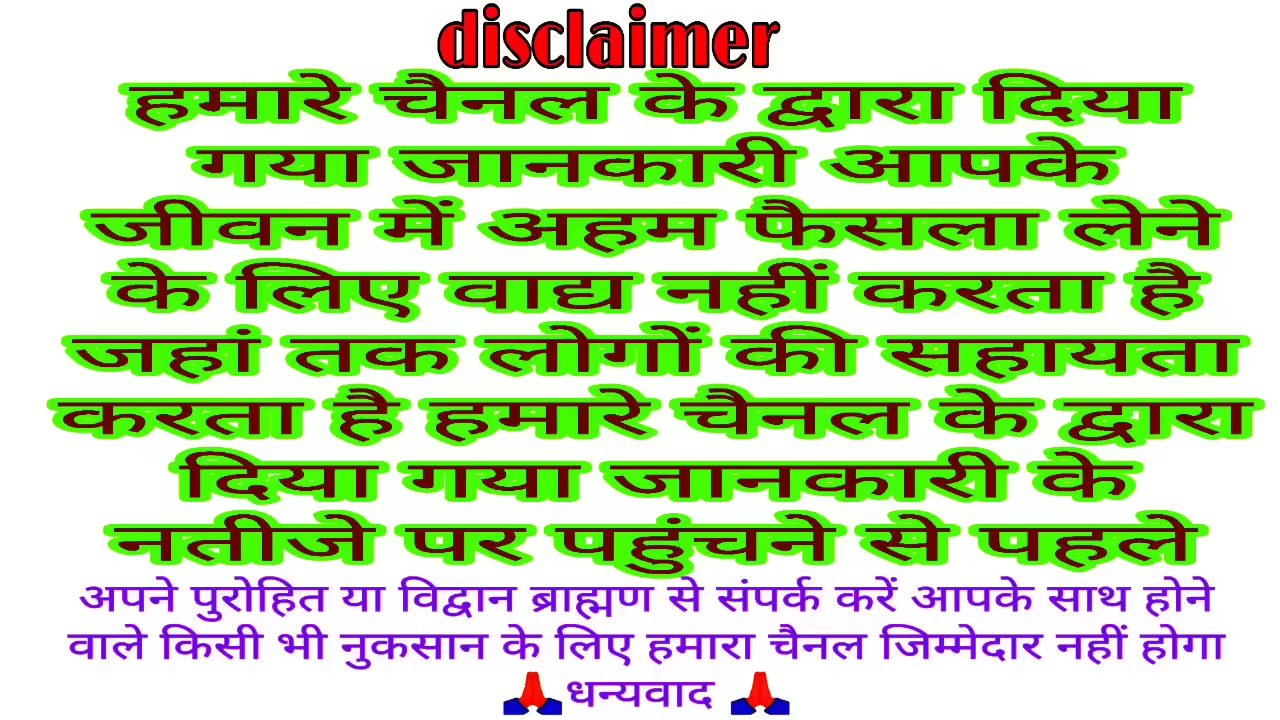 disclaimer
हमारे चैनल के द्वारा दिया
गया जानकारी आपके
जीवन में अहम फैसला लेने
के लिए वाद्य नहीं करता है
जहां तक लोगों की सहायता
करता है हमारे चैनल के द्वारा
दिया गया जानकारी के
नतीजे पर पहुंचने से पहले
अपने पुरोहित या विद्वान ब्राह्मण से संपर्क करें आपके साथ होने
वाले किसी भी नुकसान के लिए हमारा चैनल जिम्मेदार नहीं होगा
🙏धन्यवाद 🙏